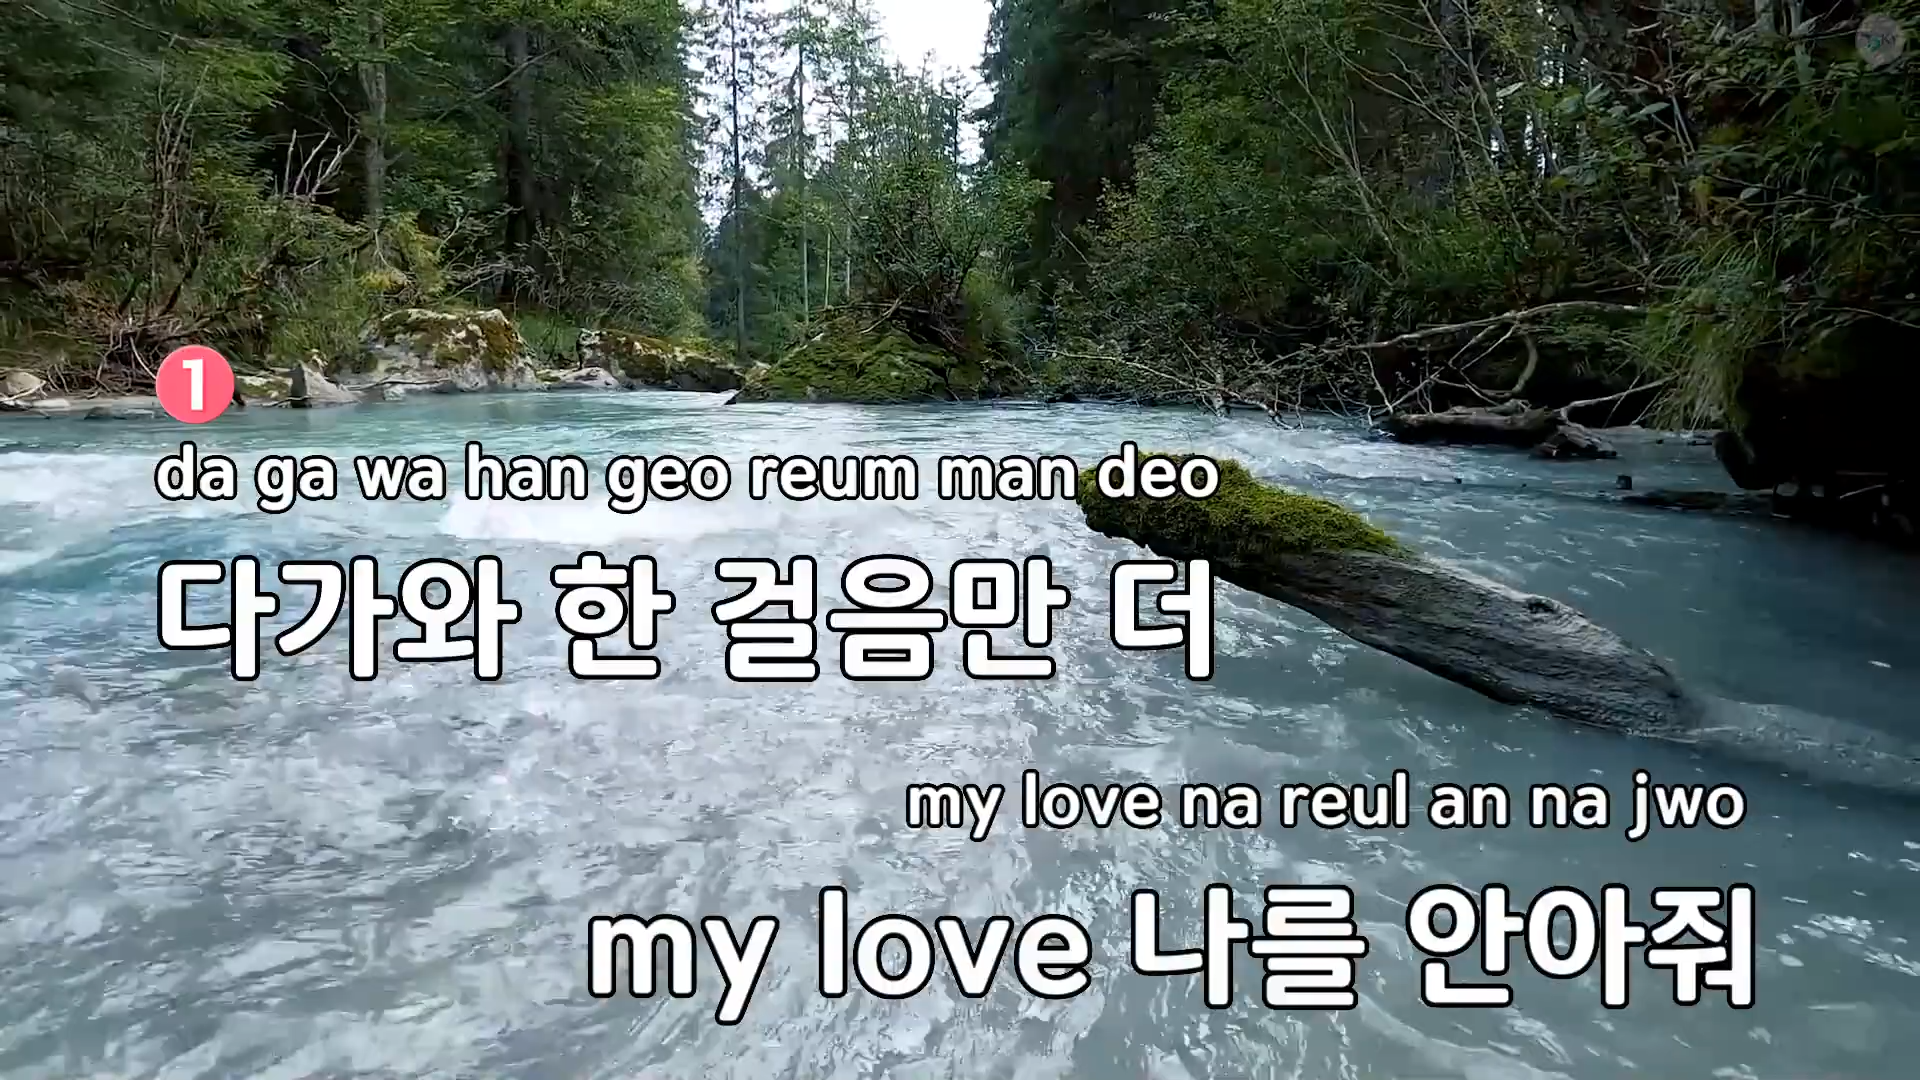 1
da ga wa han geo reum man deo
다가와 한 걸음만 더
my love na reul an na jwo
my love 나를 안아줘